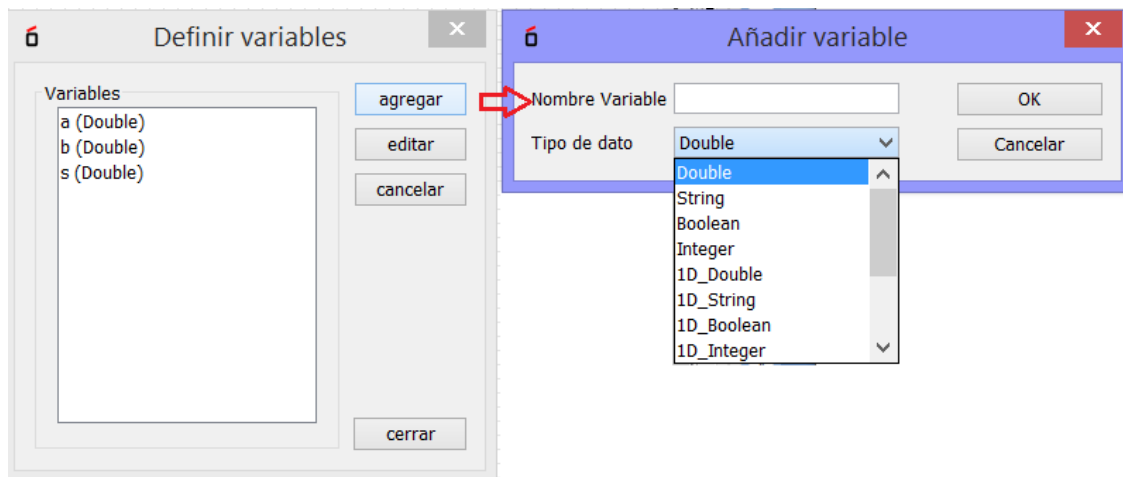 ó Definir variables x
Variables
a (Double)
b (Double)
s (Double)
agregar
editar
cancelar
cerrar
ó Añadir variable x
Nombre Variable
OK
Tipo de dato Double
Cancelar
Double
String
Boolean
Integer
1D_Double
1D_String
1D_Boolean
1D_Integer